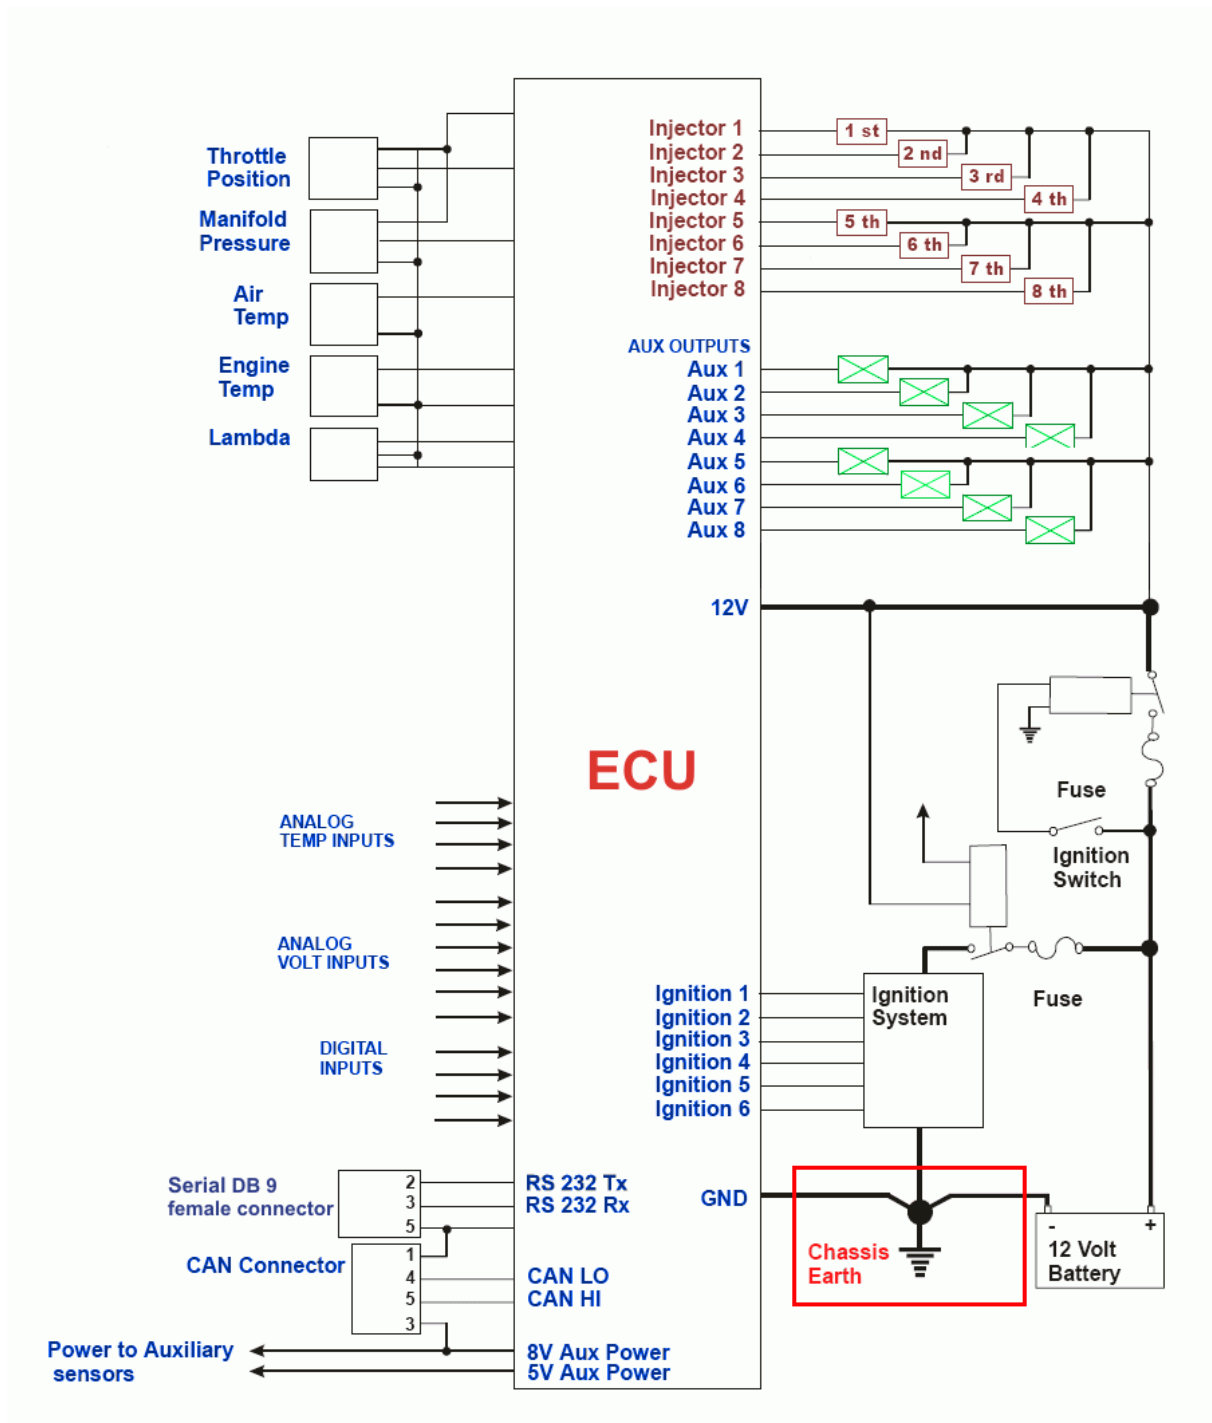 Throttle
Position
Manifold
Pressure
Air
Temp
Engine
Temp
Lambda
ANALOG
TEMP INPUTS
ANALOG
VOLT INPUTS
DIGITAL
INPUTS
Serial DB 9
female connector
2
3
5
CAN Connector
1
4
5
3
Power to Auxiliary
sensors
ECU
Injector 1
Injector 2
Injector 3
Injector 4
Injector 5
Injector 6
Injector 7
Injector 8
AUX OUTPUTS
Aux 1
Aux 2
Aux 3
Aux 4
Aux 5
Aux 6
Aux 7
Aux 8
12V
Ignition 1
Ignition 2
Ignition 3
Ignition 4
Ignition 5
Ignition 6
RS 232 Tx
RS 232 Rx
GND
CAN LO
CAN HI
8V Aux Power
5V Aux Power
1 st
2 nd
3 rd
4 th
5 th
6 th
7 th
8 th
Fuse
Ignition
Switch
Fuse
Ignition
System
Chassis
Earth
- +
12 Volt
Battery